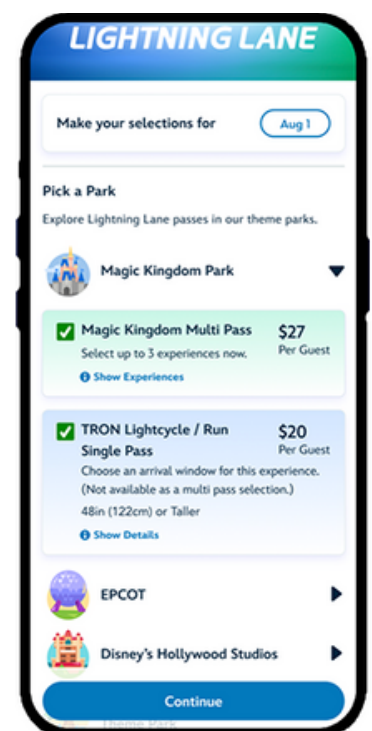 LIGHTNING LANE
Make your selections for
Aug 1
Pick a Park
Explore Lightning Lane passes in our theme parks.
Magic Kingdom Park
Magic Kingdom Multi Pass
$27
Select up to 3 experiences now.
Per Guest
Show Experiences
TRON Lightcycle / Run
$20
Single Pass
Per Guest
Choose an arrival window for this experience.
(Not available as a multi pass selection.)
48in (122cm) or Taller
Show Details
EPCOT
Disney's Hollywood Studios
Continue
Theme Park